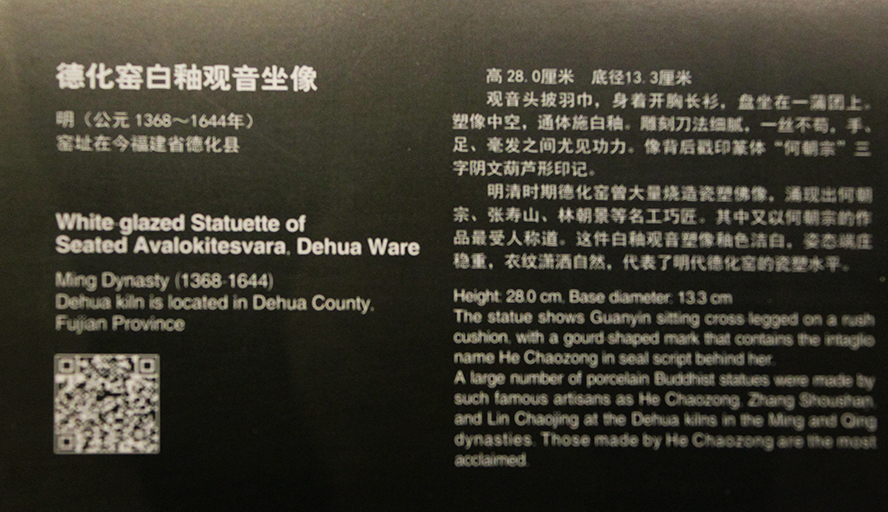 德化窑白釉观音坐像
明（公元 1368～1644年）
窑址在今福建省德化县
White-glazed Statuette of
Seated Avalokitesvara, Dehua Ware
Ming Dynasty (1368-1644)
Dehua kiln is located in Dehua County,
Fujian Province
高 28.0厘米　底径13.3厘米
观音头披羽巾，身着开胸长衫，盘坐在一蒲团上。
塑像中空，通体施白釉。雕刻刀法细腻，一丝不苟，手、
足、毫发之间尤见功力。像背后戳印篆体“何朝宗”三
字阴文葫芦形印记。
明清时期德化窑曾大量烧造瓷塑佛像，涌现出何朝
宗、张寿山、林朝景等名工巧匠。其中又以何朝宗的作
品最受人称道。这件白釉观音塑像釉色洁白，姿态端庄
稳重，衣纹潇洒自然，代表了明代德化窑的瓷塑水平。
Height: 28.0 cm, Base diameter: 13.3 cm
The statue shows Guanyin sitting cross-legged on a rush
cushion, with a gourd-shaped mark that contains the intaglio
name He Chaozong in seal script behind her.
A large number of porcelain Buddhist statues were made by
such famous artisans as He Chaozong, Zhang Shoushan
and Lin Chaojing at the Dehua kilns in the Ming and Qing
dynasties. Those made by He Chaozong are the most
acclaimed.